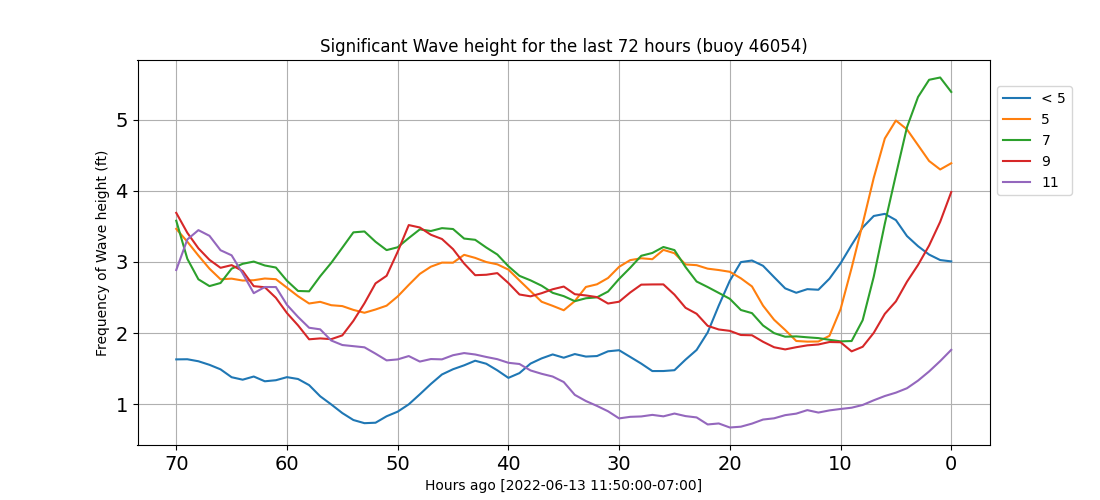 Significant Wave height for the last 72 hours (buoy 46054)
Frequency of Wave height (ft)
5
4
3
2
1
70 60 50 40 30 20 10 0
Hours ago [2022-06-13 11:50:00-07:00]
< 5
5
7
9
11